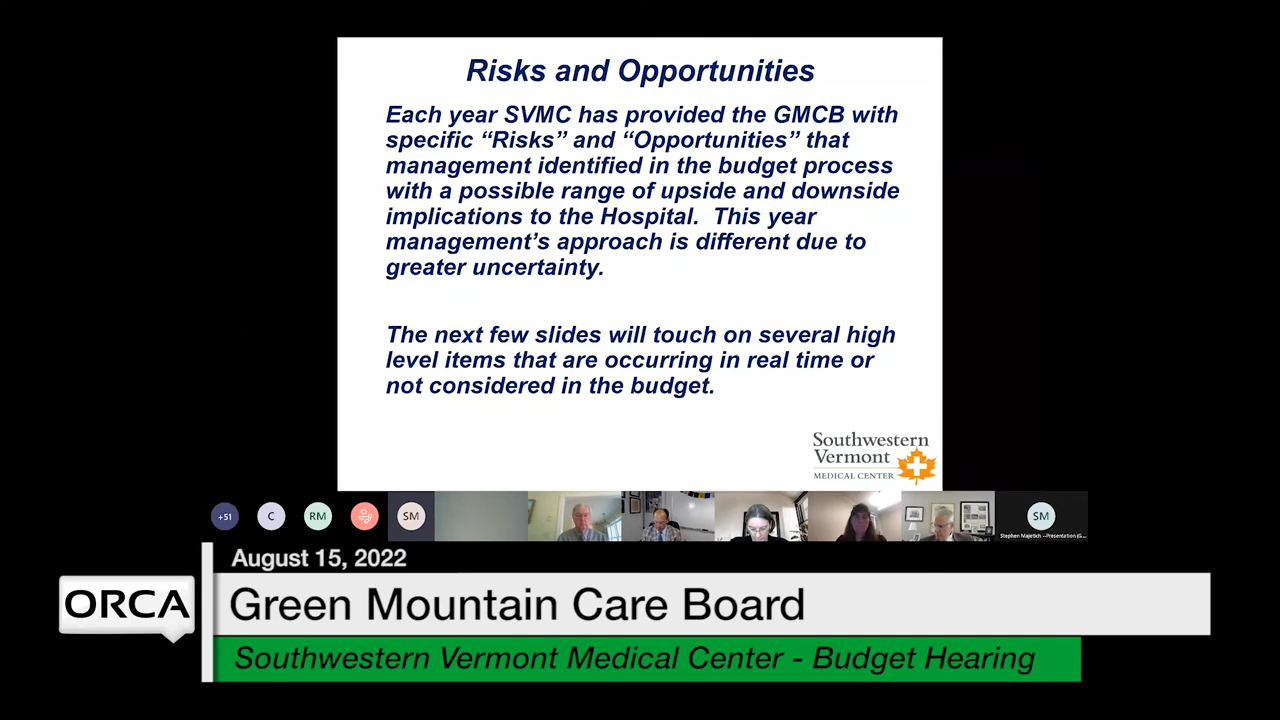 Risks and Opportunities
Each year SVMC has provided the GMCB with
specific “Risks” and “Opportunities” that
management identified in the budget process
with a possible range of upside and downside
implications to the Hospital. This year
management’s approach is different due to
greater uncertainty.
The next few slides will touch on several high
level items that are occurring in real time or
not considered in the budget.
Southwestern
Vermont
MEDICAL CENTER
+51
C
RM
SM
SM
Stephen Majetich --Presentation (G...
August 15, 2022
ORCA
Green Mountain Care Board
Southwestern Vermont Medical Center - Budget Hearing